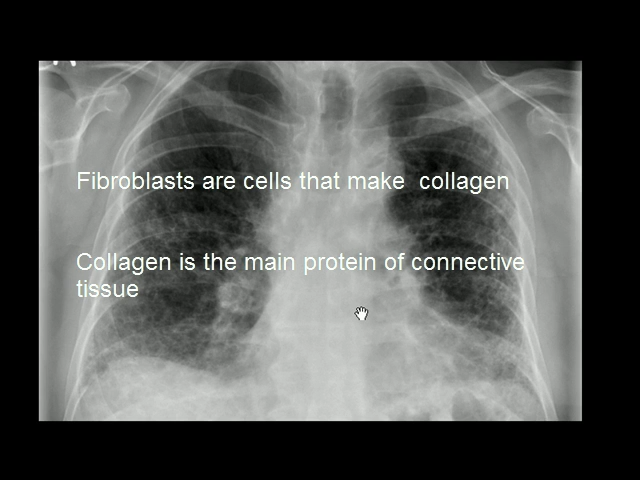 Fibroblasts are cells that make  collagen
Collagen is the main protein of connective
tissue